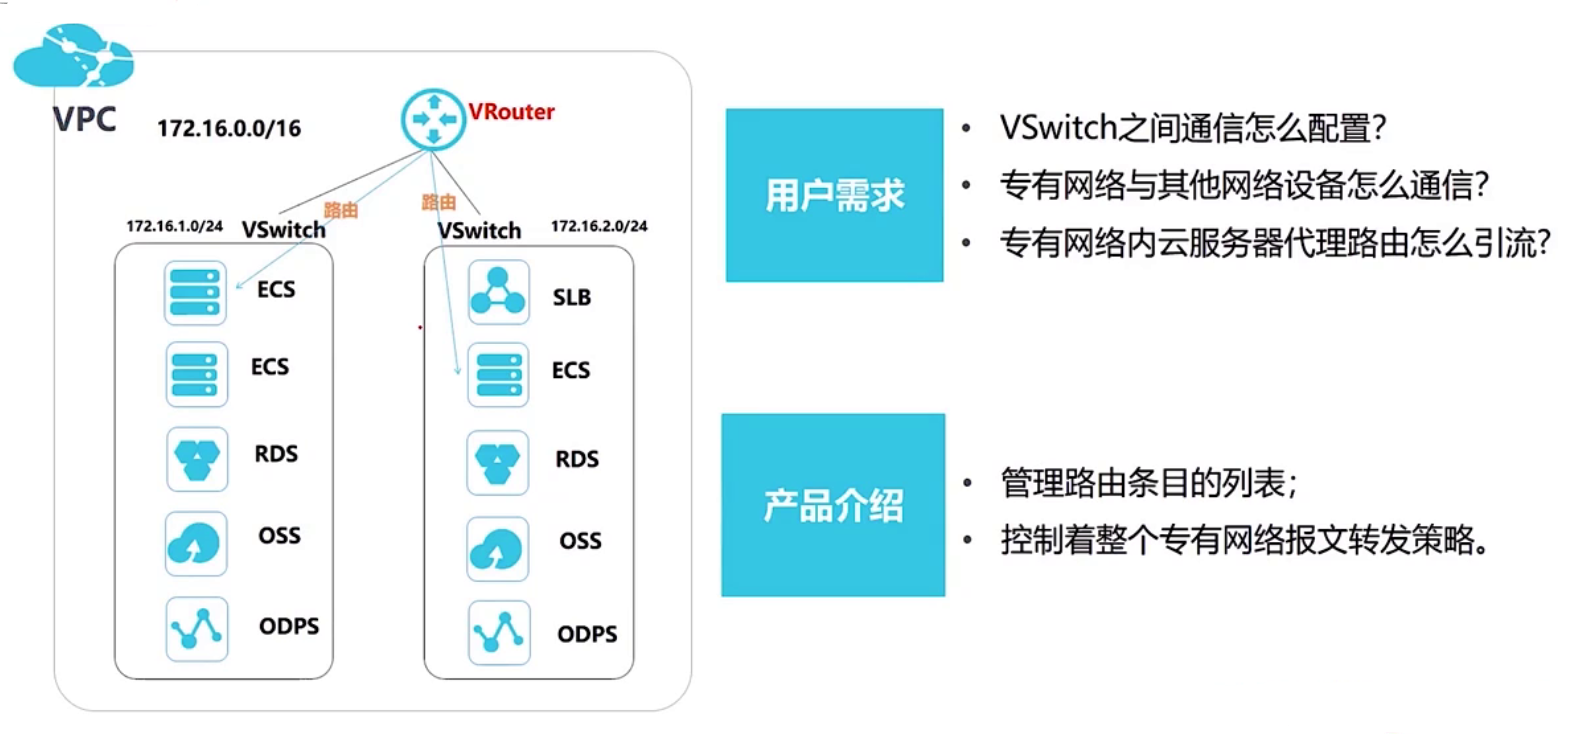 VPC
172.16.0.0/16
VRouter
路由
路由
172.16.1.0/24
VSwitch
VSwitch
172.16.2.0/24
ECS
ECS
RDS
OSS
ODPS
SLB
ECS
RDS
OSS
ODPS
用户需求
• VSwitch之间通信怎么配置?
• 专有网络与其他网络设备怎么通信?
• 专有网络内云服务器代理路由怎么引流?
产品介绍
• 管理路由条目的列表；
• 控制着整个专有网络报文转发策略。